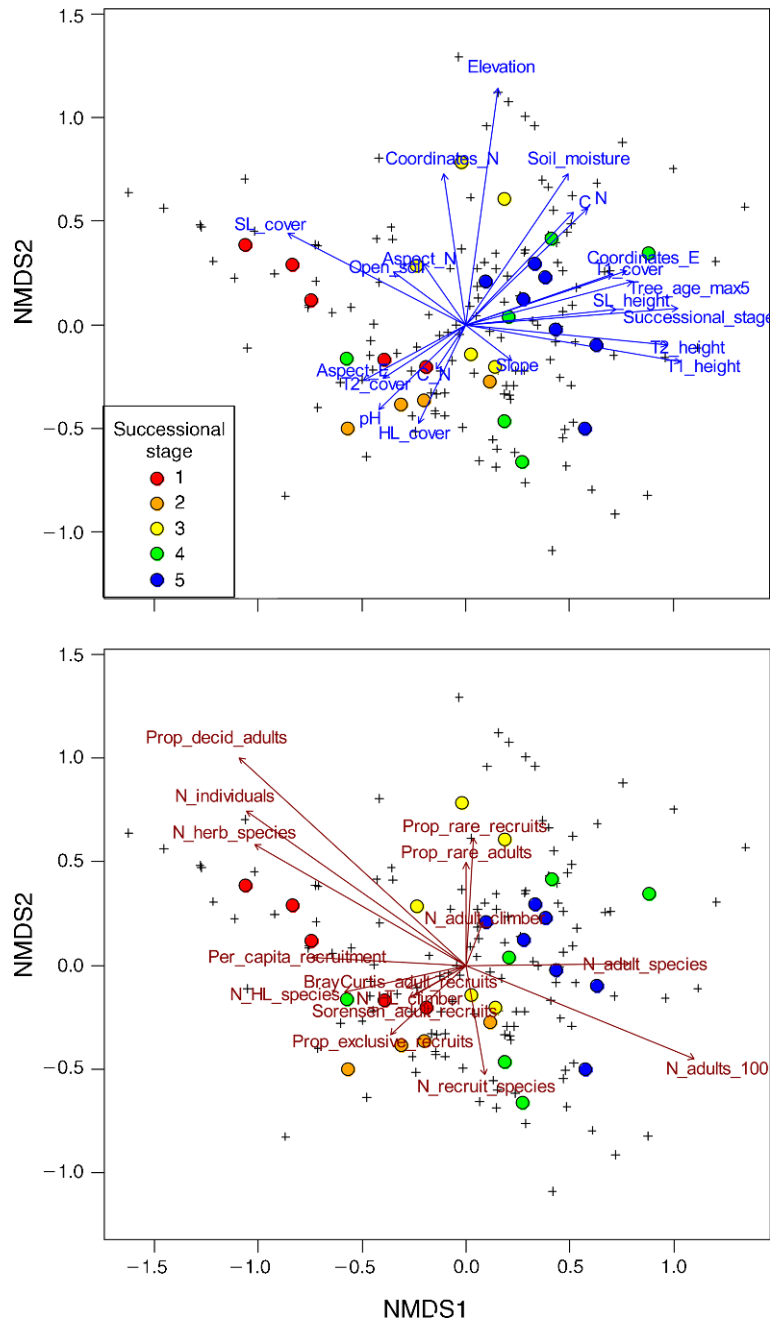 1.5
Elevation
1.0
Coordinates_N
Soil_moisture
C
N
0.5
SL_cover
Aspect_N
Coordinates_E
Open_soil
T1_cover
Tree_age_max5
SL_height
NMDS2
0.0
Successional_stage
T2_height
Aspect_E
Slope
T1_height
T2_cover
C_N
pH
HL_cover
−0.5
Successional
stage
1
2
3
4
5
−1.0
1.5
Prop_decid_adults
1.0
N_individuals
N_herb_species
Prop_rare_recruits
Prop_rare_adults
0.5
N_adult_climber
Per_capita_recruitment
N_adult_species
NMDS2
0.0
BrayCurtis_adult_recruits
N_HL_species
N_TL_climber
Sorensen_adult_recruits
Prop_exclusive_recruits
N_recruit_species
N_adults_100
−0.5
−1.0
−1.5
−1.0
−0.5
0.0
0.5
1.0
NMDS1